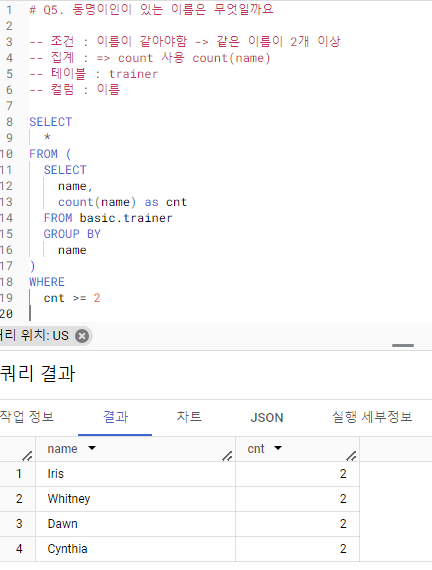 1 # Q5. 동명이인이 있는 이름은 무엇일까요
2
3 -- 조건 : 이름이 같아야함 -> 같은 이름이 2개 이상
4 -- 집계 : => count 사용 count(name)
5 -- 테이블 : trainer
6 -- 컬럼 : 이름
7
8 SELECT
9 *
10 FROM (
11 SELECT
12 name,
13 count(name) as cnt
14 FROM basic.trainer
15 GROUP BY
16 name
17 )
18 WHERE
19 cnt >= 2
20
리 위치: US
쿼리 결과
작업 정보 결과 차트 JSON 실행 세부정보
name cnt
1 Iris 2
2 Whitney 2
3 Dawn 2
4 Cynthia 2